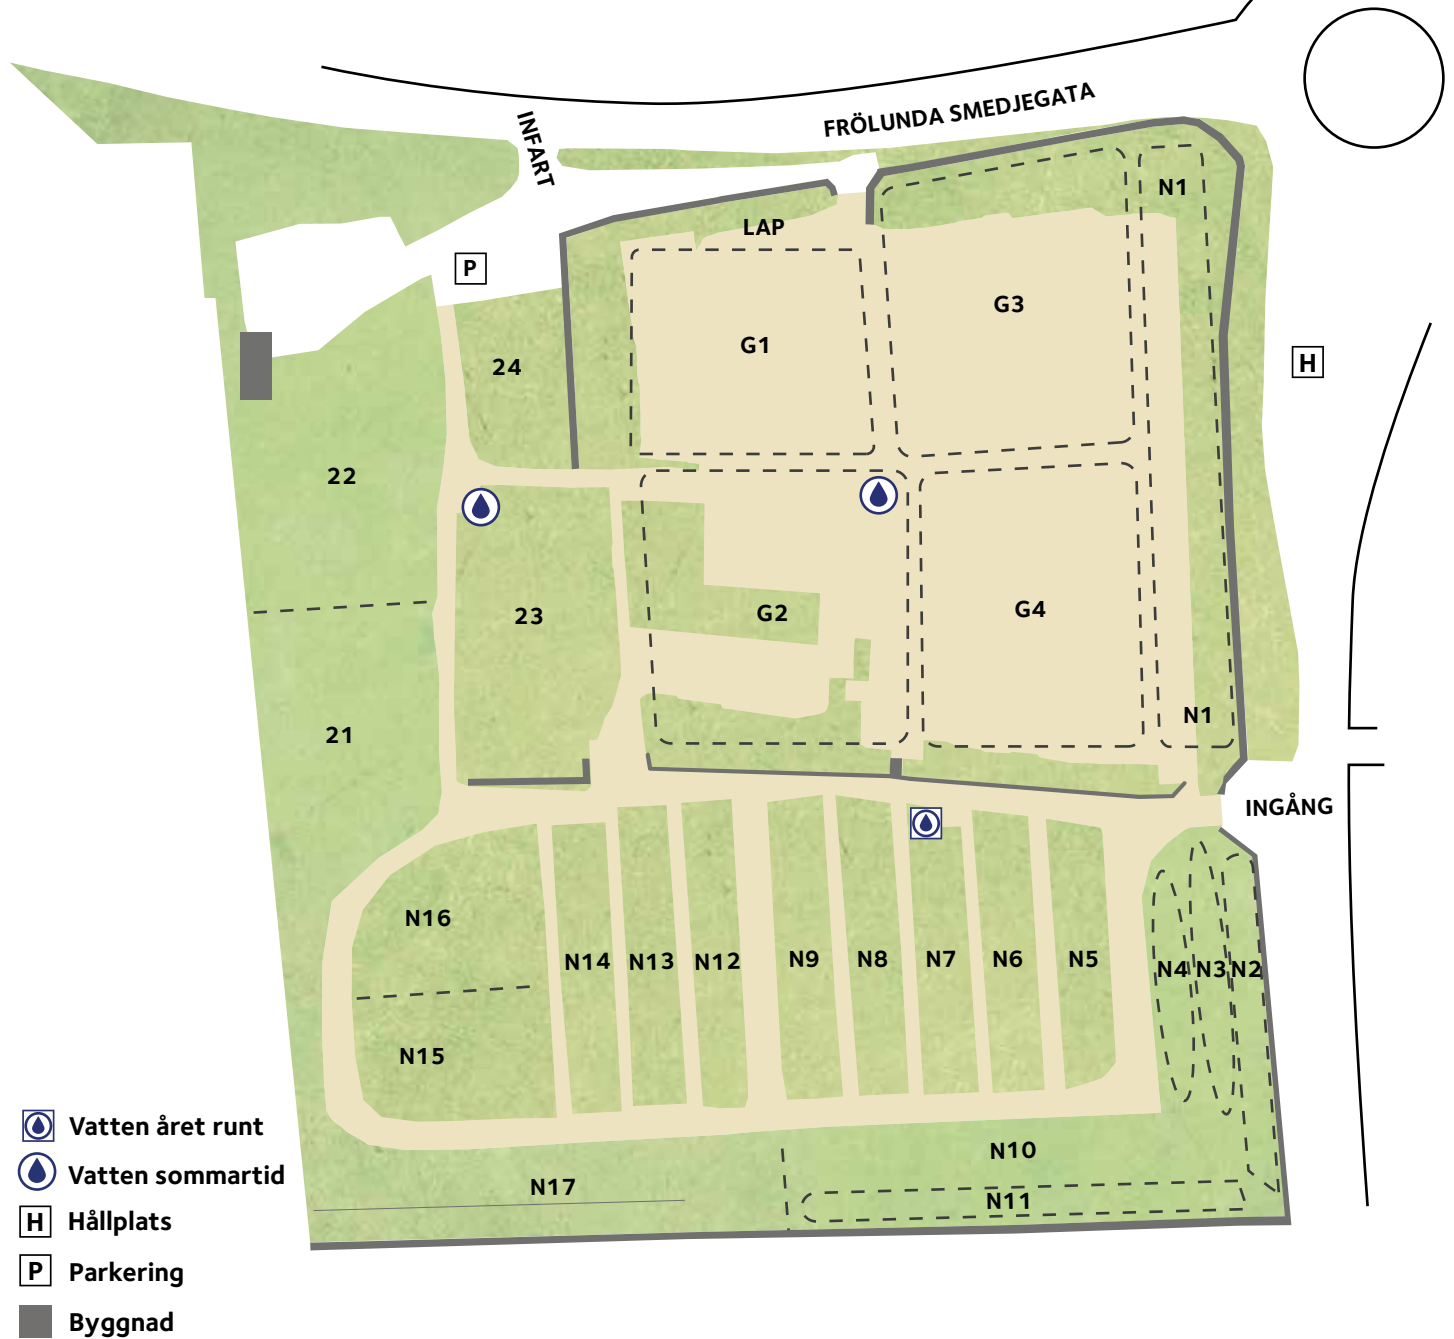 INFART
FRÖLUNDA SMEDJEGATA
N1
LAP
P
G3
G1
H
24
22
23
G2
G4
21
N1
INGÅNG
N16
N14
N13
N12
N9
N8
N7
N6
N5
N4
N3
N2
N15
N10
N17
N11
Vatten året runt
Vatten sommartid
H Hållplats
P Parkering
Byggnad